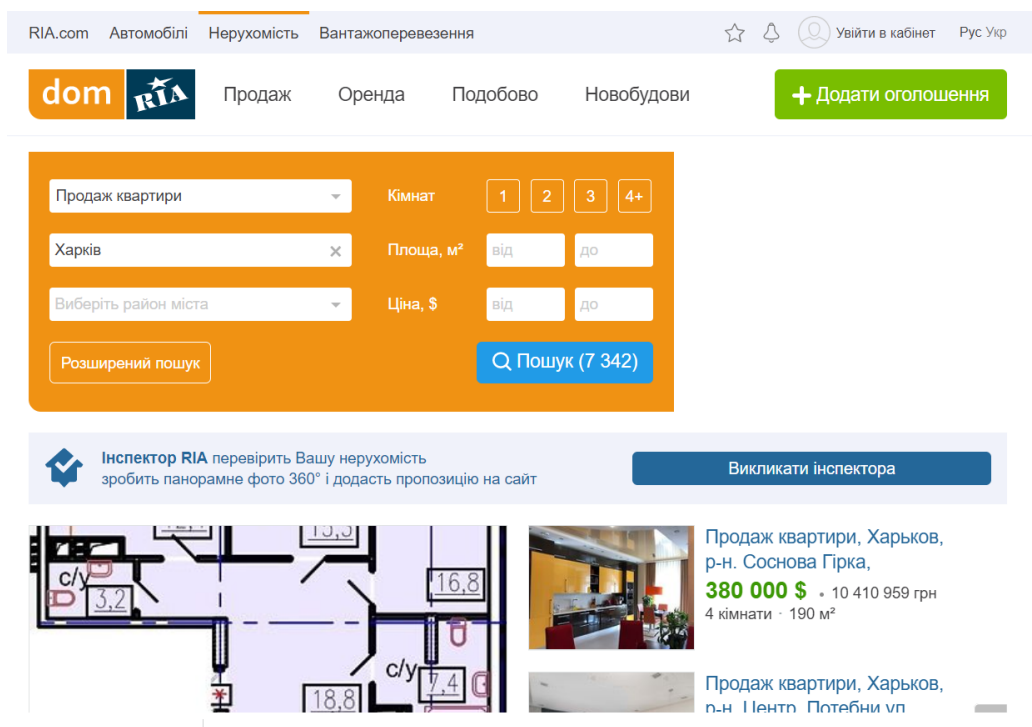 RIA.com Автомобілі Нерухомість Вантажоперевезення Увійти в кабінет Рус Укр
dom RIA Продаж Оренда Подобово Новобудови + Додати оголошення
Продаж квартири Кімнат 1 2 3 4+
Харків Площа, м² від до
Виберіть район міста Ціна, $ від до
Розширений пошук Пошук (7 342)
Інспектор RIA перевірить Вашу нерухомість
зробить панорамне фото 360° і додасть пропозицію на сайт
Викликати інспектора
15,3
с/у
3,2
16,8
с/у
7,4
18,8
Продаж квартири, Харьков,
р-н. Соснова Гірка,
380 000 $ • 10 410 959 грн
4 кімнати · 190 м²
Продаж квартири, Харьков,
р-н. Центр, Потебни ул